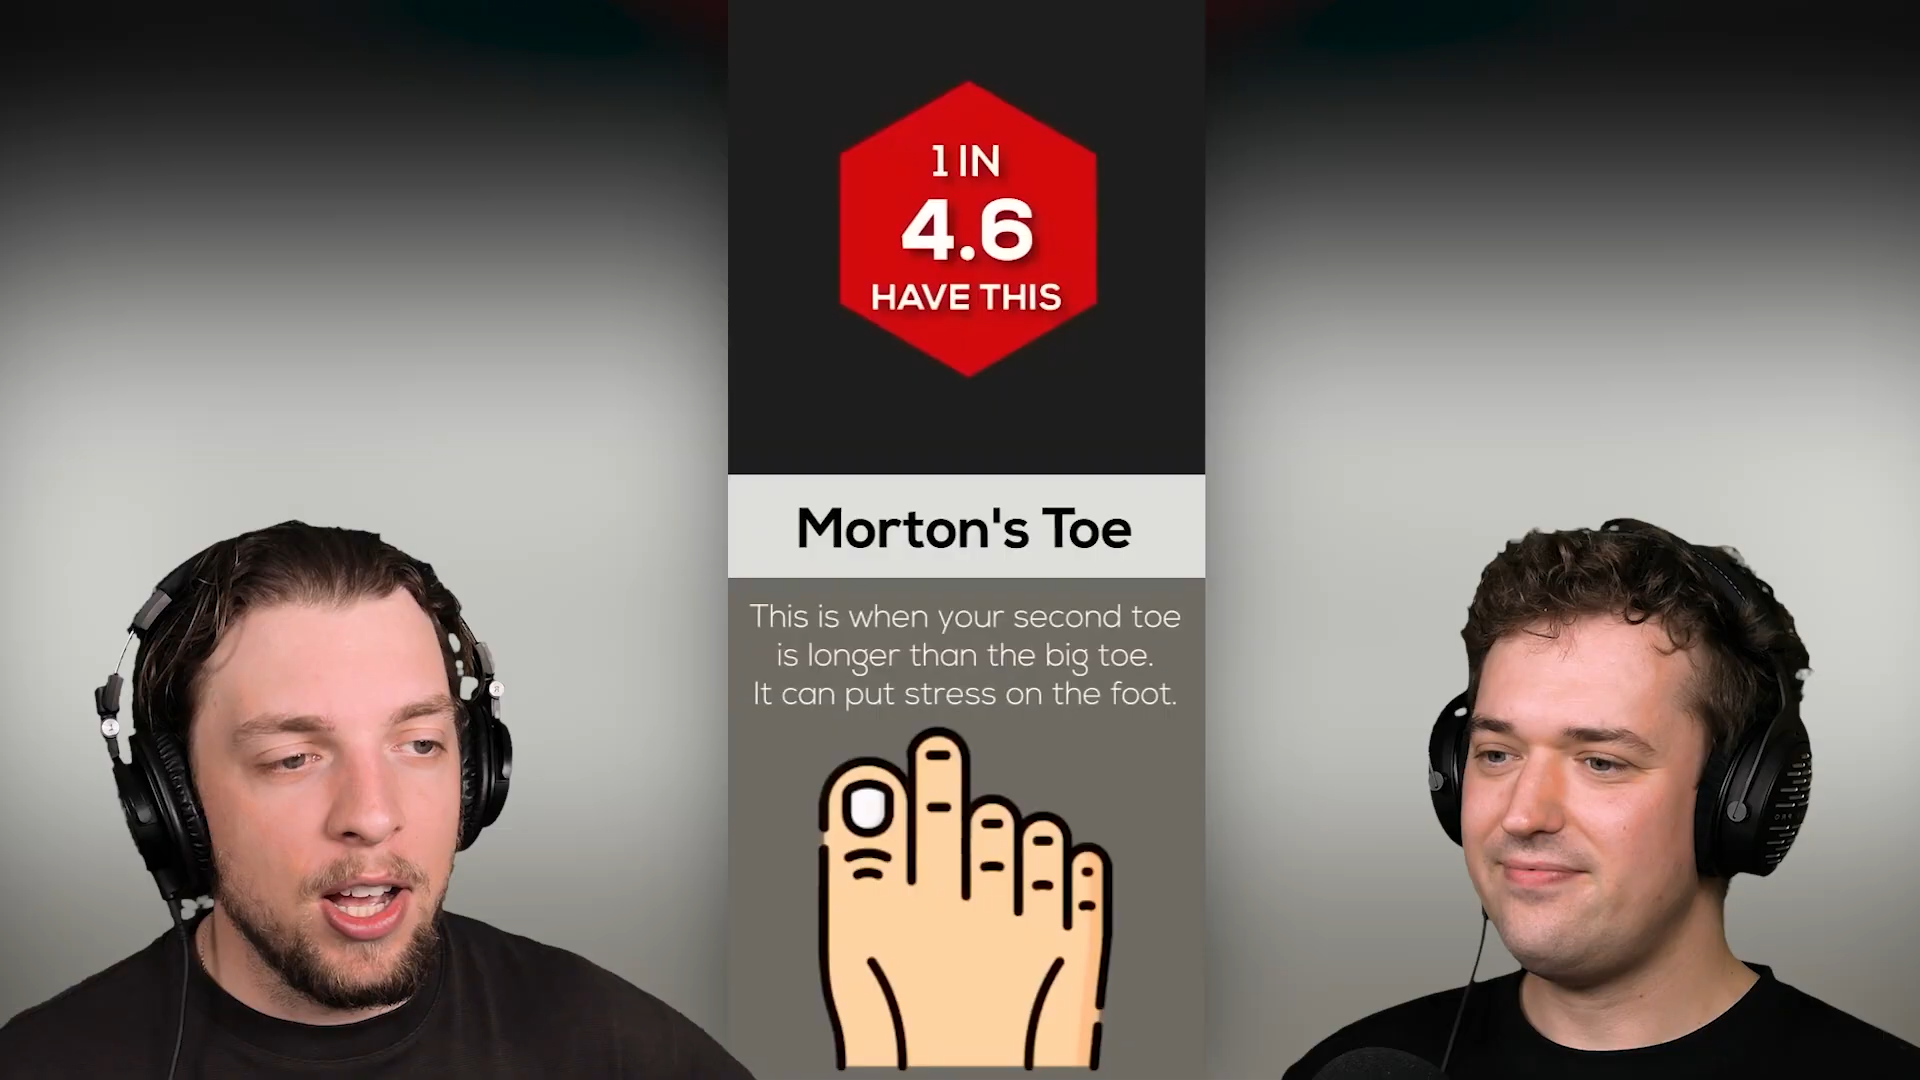 1 IN
4.6
HAVE THIS
Morton's Toe
This is when your second toe
is longer than the big toe.
It can put stress on the foot.
PRO